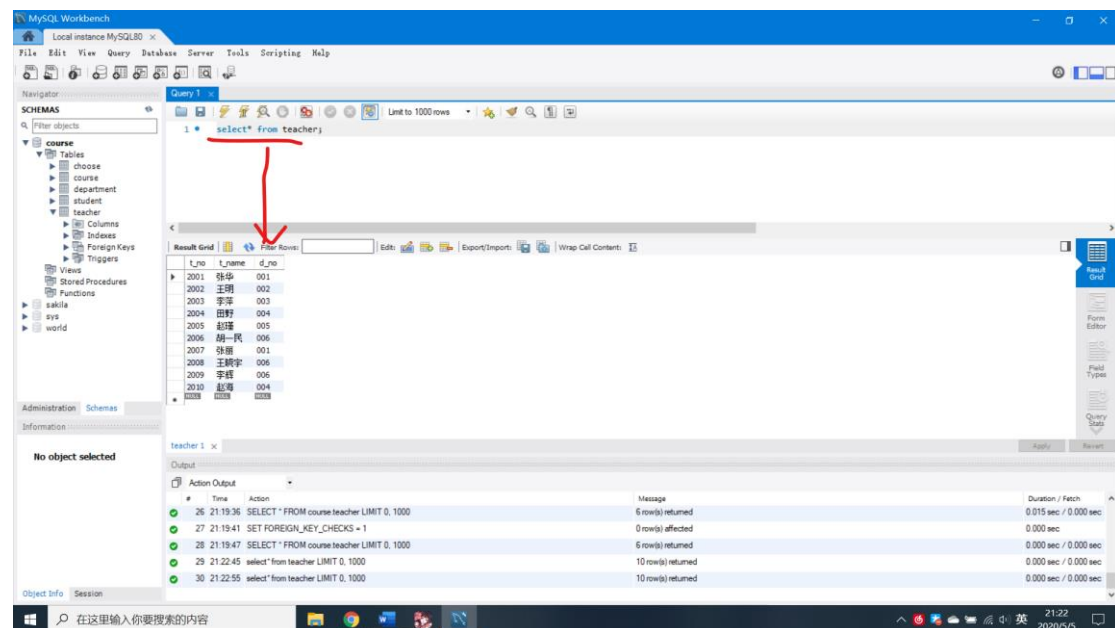 MySQL Workbench
Local instance MySQL80 ×
File Edit View Query Database Server Tools Scripting Help
Navigator
Query 1 ×
SCHEMAS
Filter objects
Limit to 1000 rows
1 select* from teacher;
course
Tables
choose
course
department
student
teacher
Columns
Indexes
Foreign Keys
Triggers
Views
Stored Procedures
Functions
sakila
sys
world
Result Grid Filter Rows: Edit: Export/Import: Wrap Cell Content:
t_no t_name d_no
2001 张华 001
2002 王明 002
2003 李萍 003
2004 田野 004
2005 赵瑾 005
2006 胡一民 006
2007 张丽 001
2008 王 宇 006
2009 李辉 006
2010 赵海 004
NULL NULL NULL
Result Grid
Form Editor
Field Types
Query Stats
Administration Schemas
Information
No object selected
teacher 1 ×
Apply Revert
Output
Action Output
# Time Action Message Duration / Fetch
26 21:19:36 SELECT * FROM course.teacher LIMIT 0, 1000 6 row(s) returned 0.015 sec / 0.000 sec
27 21:19:41 SET FOREIGN_KEY_CHECKS = 1 0 row(s) affected 0.000 sec
28 21:19:47 SELECT * FROM course.teacher LIMIT 0, 1000 6 row(s) returned 0.000 sec / 0.000 sec
29 21:22:45 select* from teacher LIMIT 0, 1000 10 row(s) returned 0.000 sec / 0.000 sec
30 21:22:55 select* from teacher LIMIT 0, 1000 10 row(s) returned 0.000 sec / 0.000 sec
Object Info Session
在这里输入你要搜索的内容
英
21:22
2020/5/5